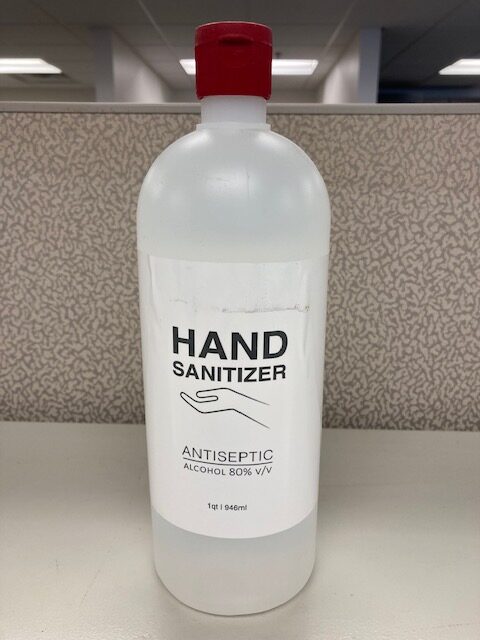 HAND
SANITIZER
ANTISEPTIC
ALCOHOL 80% V/V
1qt | 946ml